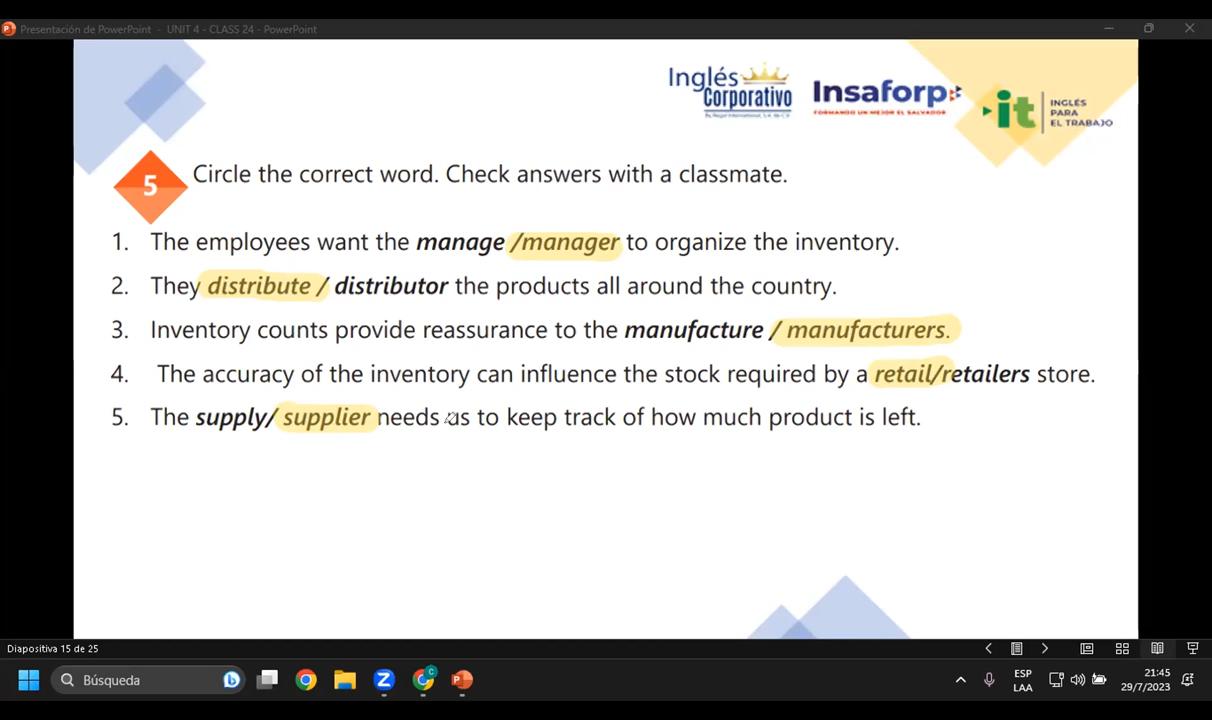 Presentación de PowerPoint - UNIT 4 - CLASS 24 - PowerPoint
Inglés
Corporativo
Insaforp
FORMANDO UN MEJOR EL SALVADOR
it
INGLÉS
PARA
EL TRABAJO
5
Circle the correct word. Check answers with a classmate.
1. The employees want the manage /manager to organize the inventory.
2. They distribute / distributor the products all around the country.
3. Inventory counts provide reassurance to the manufacture / manufacturers.
4. The accuracy of the inventory can influence the stock required by a retail/retailers store.
5. The supply/ supplier needs us to keep track of how much product is left.
Diapositiva 15 de 25
Búsqueda
ESP
LAA
21:45
29/7/2023